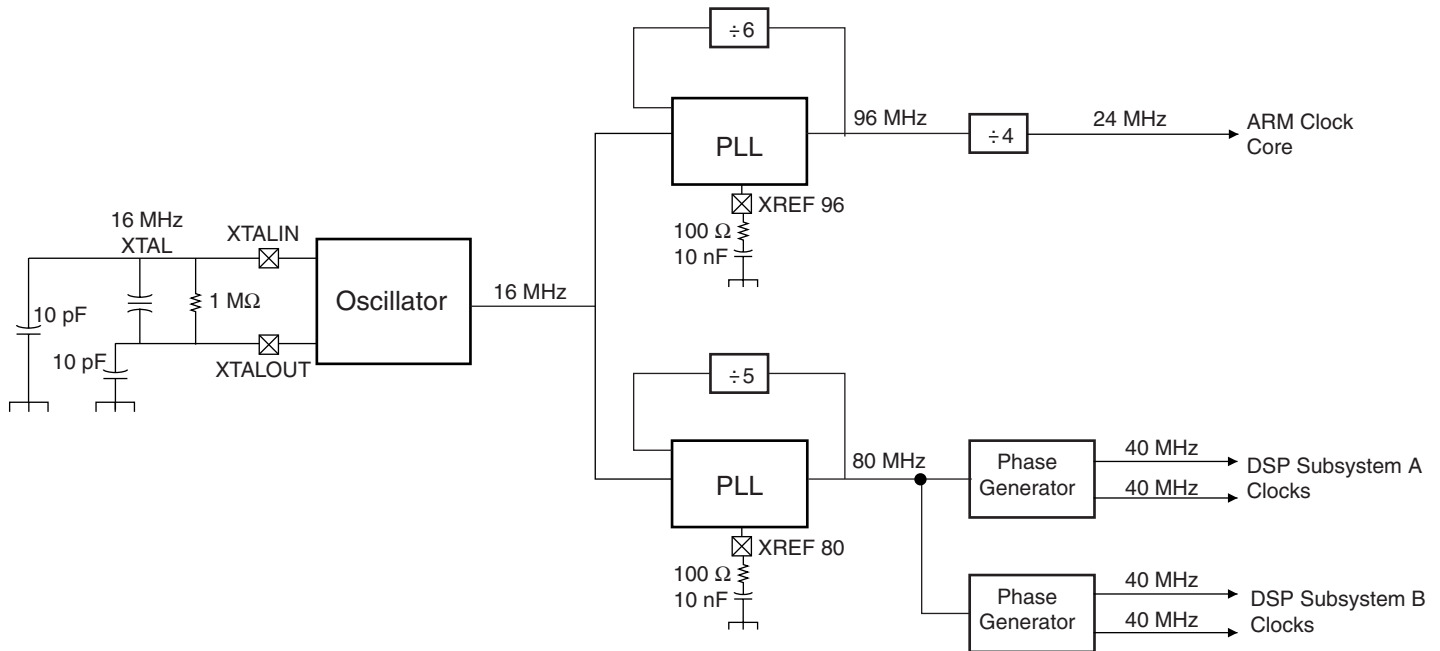 ÷6
PLL
96 MHz
÷4
24 MHz
ARM Clock
Core
XREF 96
100 Ω
10 nF
16 MHz
XTAL
XTALIN
1 MΩ
10 pF
10 pF
XTALOUT
Oscillator
16 MHz
÷5
PLL
80 MHz
XREF 80
100 Ω
10 nF
Phase
Generator
40 MHz
40 MHz
DSP Subsystem A
Clocks
Phase
Generator
40 MHz
40 MHz
DSP Subsystem B
Clocks